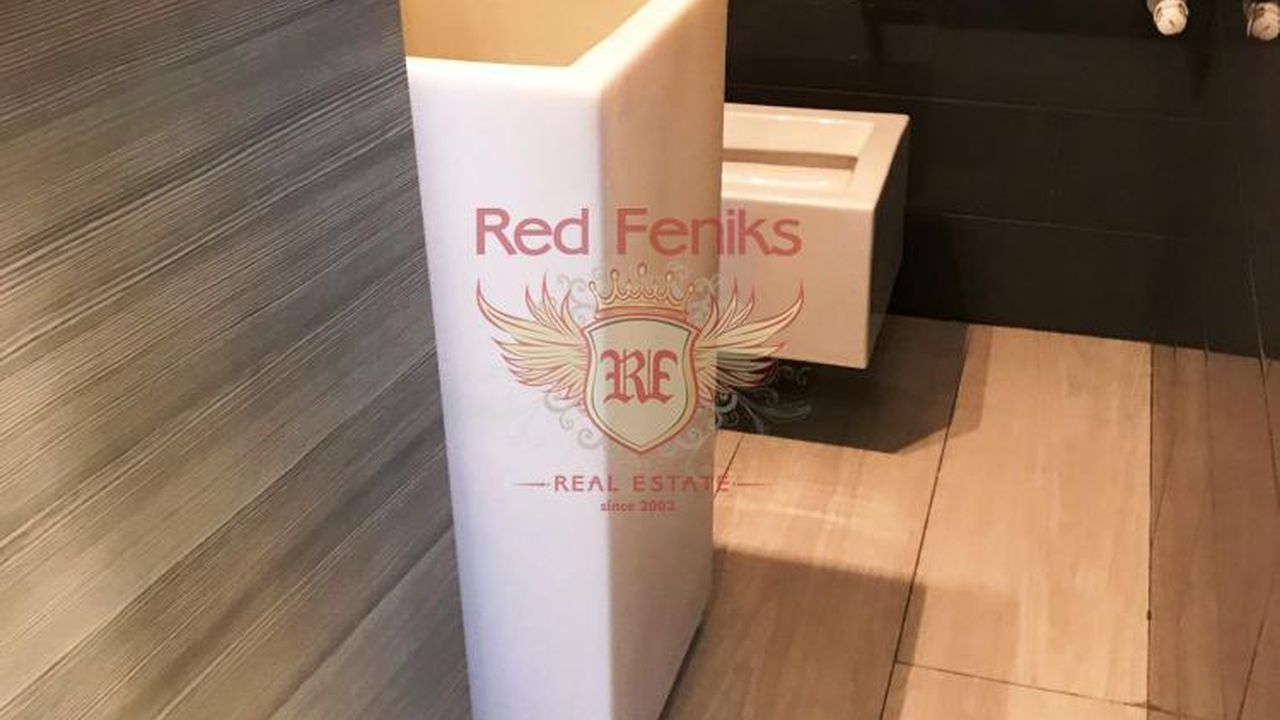 Red Feniks
RF
REAL ESTATE
since 2003